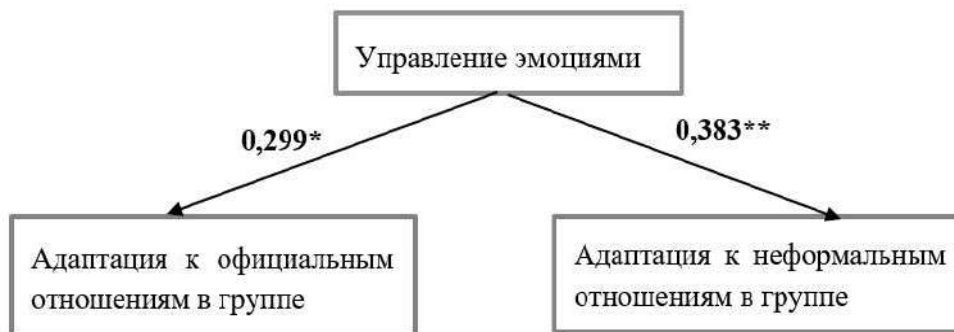 Управление эмоциями
0,299*
0,383**
Адаптация к официальным
отношениям в группе
Адаптация к неформальным
отношениям в группе